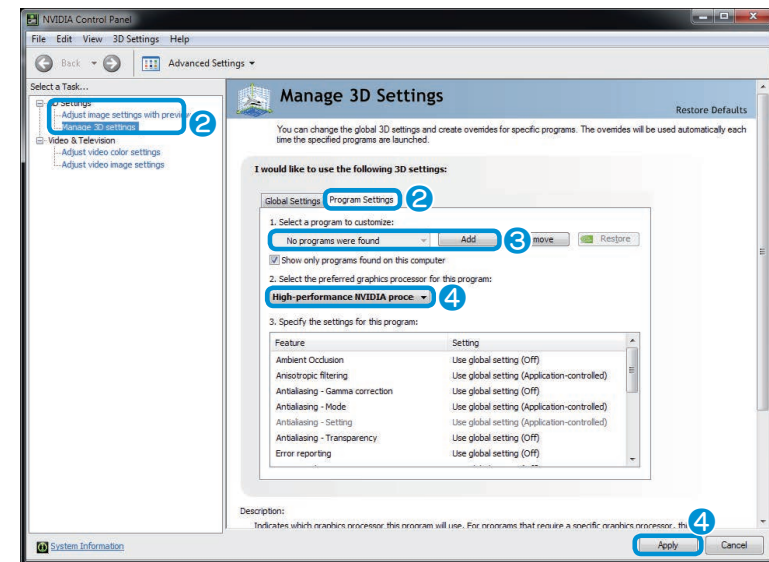 NVIDIA Control Panel
File Edit View 3D Settings Help
Back Advanced Settings
Select a Task...
3D Settings
Adjust image settings with preview
Manage 3D settings
2
Video & Television
Adjust video color settings
Adjust video image settings
Manage 3D Settings
Restore Defaults
You can change the global 3D settings and create overrides for specific programs. The overrides will be used automatically each
time the specified programs are launched.
I would like to use the following 3D settings:
Global Settings Program Settings 2
1. Select a program to customize:
No programs were found Add 3 move Restore
Show only programs found on this computer
2. Select the preferred graphics processor for this program:
High-performance NVIDIA proce 4
3. Specify the settings for this program:
Feature Setting
Ambient Occlusion Use global setting (Off)
Anisotropic filtering Use global setting (Application-controlled)
Antialiasing - Gamma correction Use global setting (Off)
Antialiasing - Mode Use global setting (Application-controlled)
Antialiasing - Setting Use global setting (Application-controlled)
Antialiasing - Transparency Use global setting (Off)
Error reporting Use global setting (Off)
Description:
Indicates which graphics processor this program will use. For programs that require a specific graphics processor,
4
System Information
Apply Cancel